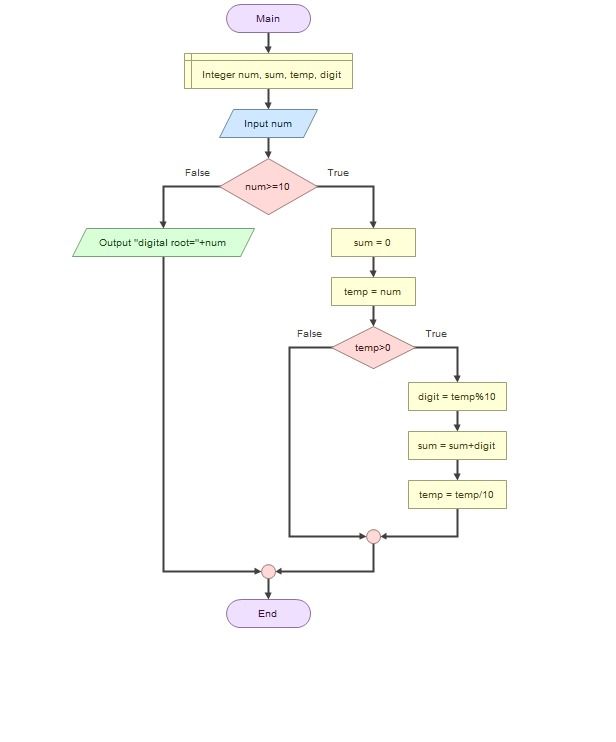 Main
Integer num, sum, temp, digit
Input num
False
True
num>=10
Output "digital root="+num
sum = 0
temp = num
False
True
temp>0
digit = temp%10
sum = sum+digit
temp = temp/10
End